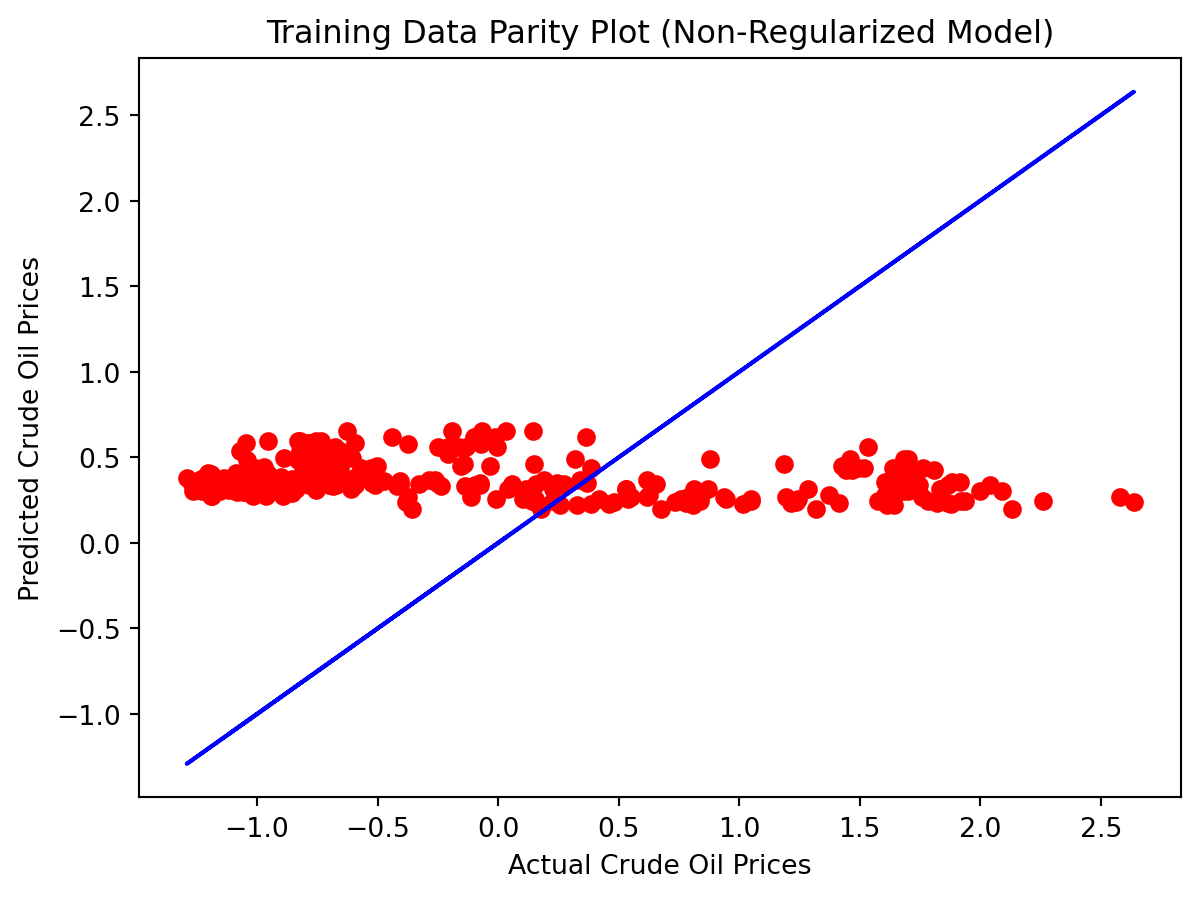 Training Data Parity Plot (Non-Regularized Model)
2.5
2.0
1.5
1.0
0.5
0.0
−0.5
−1.0
Predicted Crude Oil Prices
−1.0 −0.5 0.0 0.5 1.0 1.5 2.0 2.5
Actual Crude Oil Prices